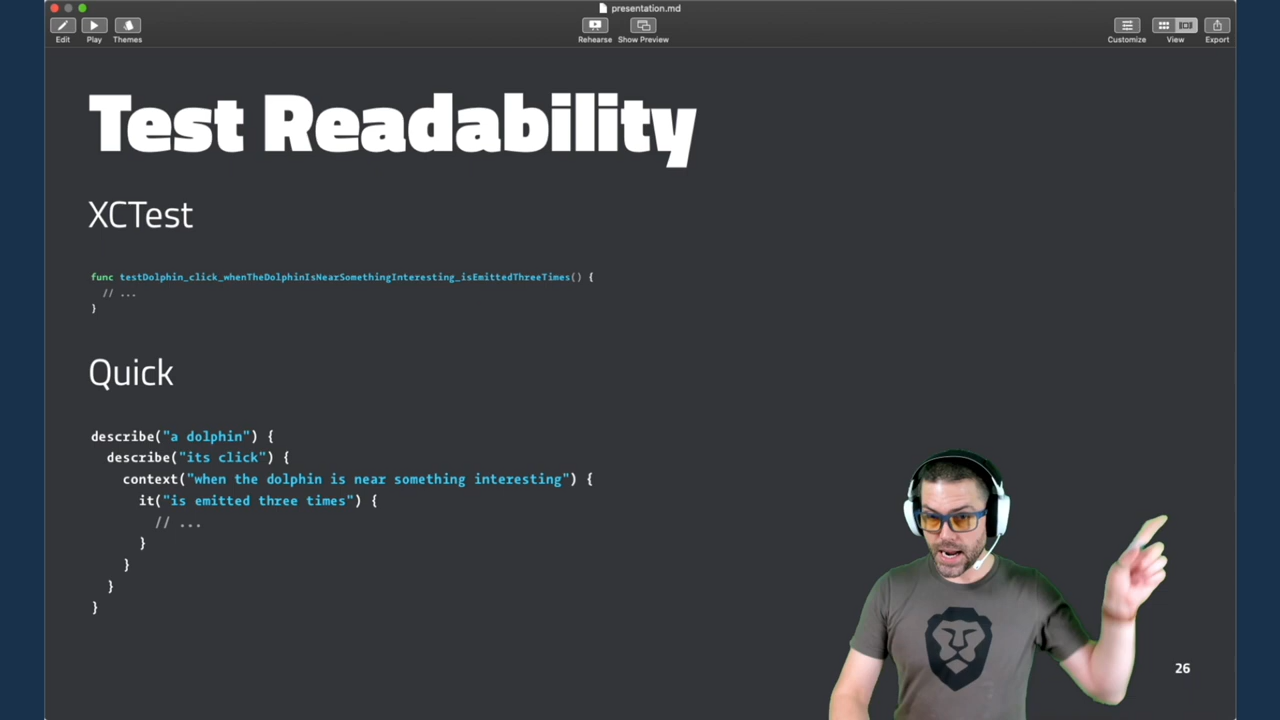 presentation.md
Edit
Play
Themes
Rehearse
Show Preview
Customize
View
Export
Test Readability
XCTest
func testDolphin_click_whenTheDolphinIsNearSomethingInteresting_isEmittedThreeTimes() {
// ...
}
Quick
describe("a dolphin") {
describe("its click") {
context("when the dolphin is near something interesting") {
it("is emitted three times") {
// ...
}
}
}
}
26